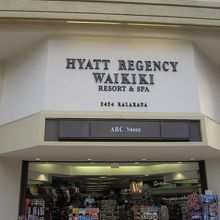 HYATT REGENCY
WAIKIKI
RESORT & SPA
2424 KALAKAUA
ABC Store